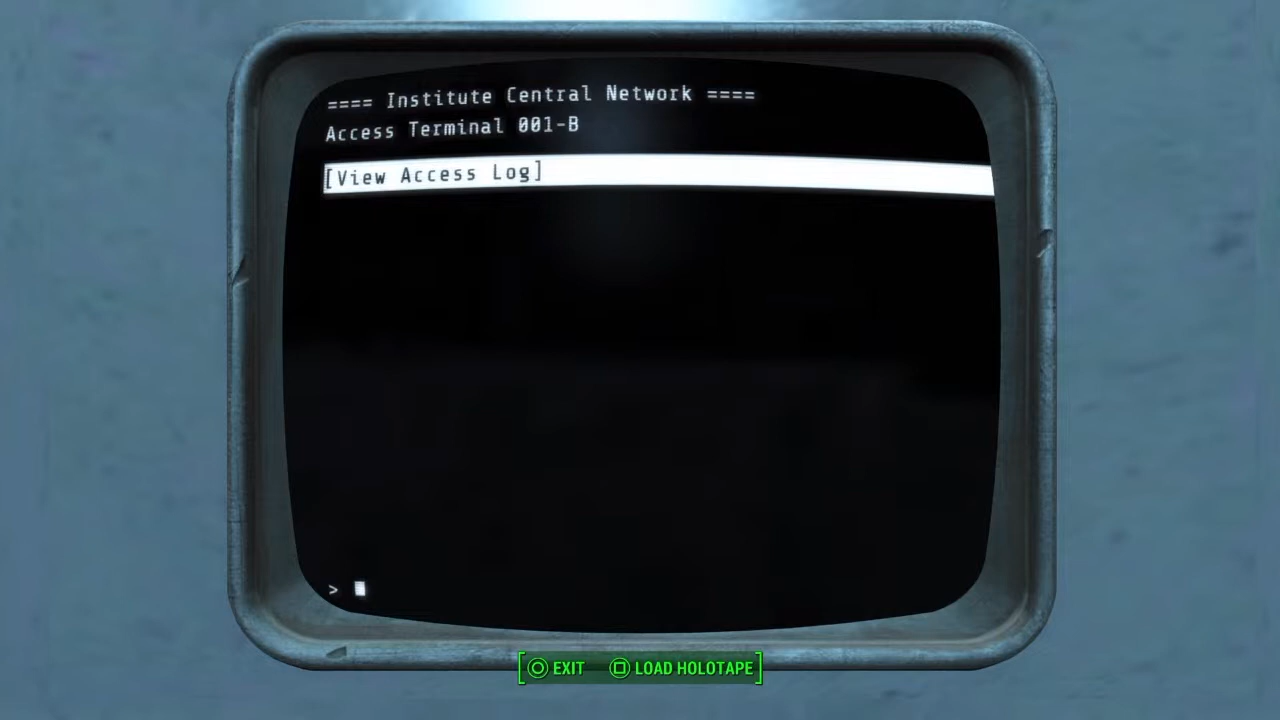 ==== Institute Central Network ====
Access Terminal 001-B
[View Access Log]
>
EXIT LOAD HOLOTAPE